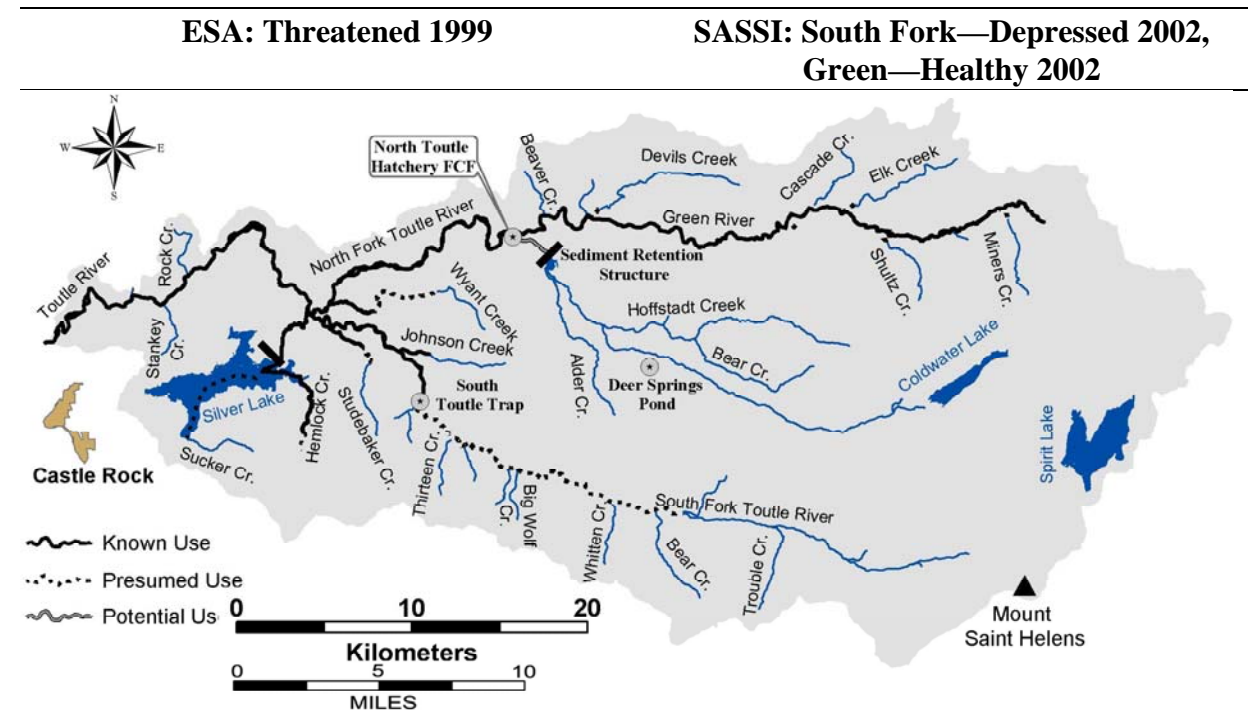 ESA: Threatened 1999
SASSI: South Fork—Depressed 2002,
Green—Healthy 2002
N
W
E
S
North Toutle
Hatchery FCF
Beaver Cr.
Devils Creek
Cascade Cr.
Elk Creek
Green River
North Fork Toutle River
Rock Cr.
Toutle River
Sediment Retention
Structure
Shultz Cr.
Miners Cr.
Wyant Creek
Hoffstadt Creek
Stankey
Cr.
Johnson Creek
Bear Cr.
Coldwater Lake
Alder Cr.
Deer Springs
Pond
South
Toutle Trap
Silver Lake
Hemlock Cr.
Studebaker Cr.
Spirit Lake
Castle Rock
Sucker Cr.
Thirteen Cr.
Big Wolf
Cr.
South Fork Toutle River
Whitten Cr.
Bear Cr.
Trouble Cr.
Known Use
Presumed Use
Potential Us
Mount
Saint Helens
0 10 20
Kilometers
0 5 10
MILES